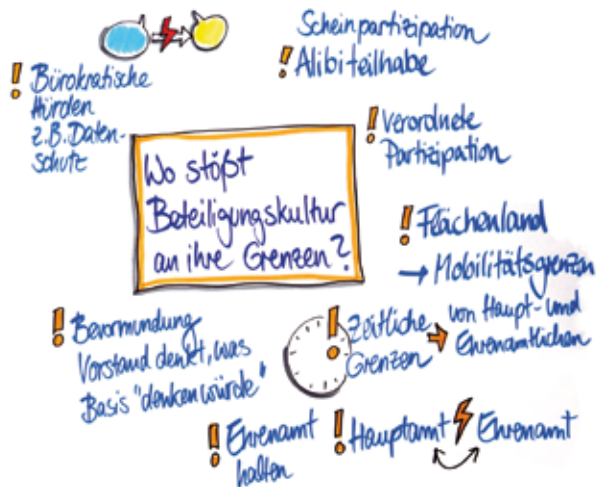 Scheinpartizipation
! Alibiteilhabe
! Bürokratische
Hürden
z.B. Daten-
schutz
! Verordnete
Partizipation
Wo stößt
Beteiligungskultur
an ihre Grenzen?
! Flächenland
→ Mobilitätsgrenzen
! Bevormundung
Vorstand denkt, was
Basis "denken würde"
! Zeitliche
Grenzen
von Haupt- und
Ehrenamtlichen
! Ehrenamt
halten
! Hauptamt Ehrenamt